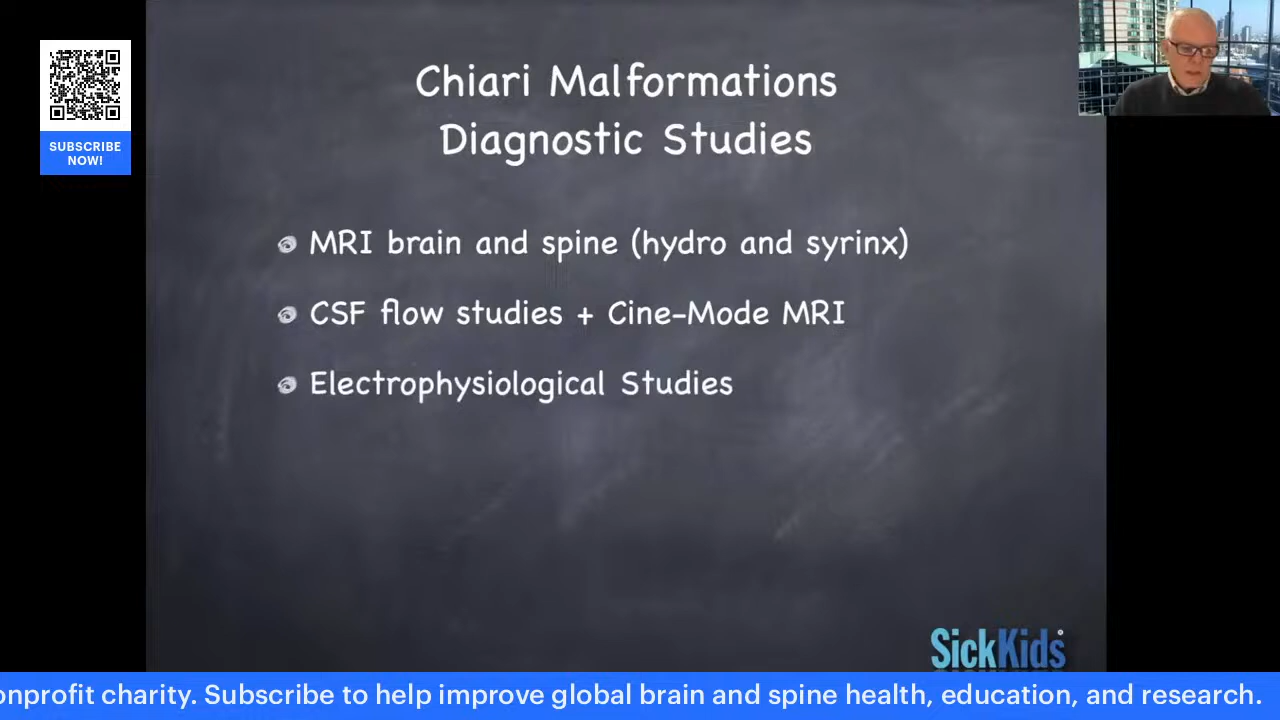 SUBSCRIBE
NOW!
Chiari Malformations
Diagnostic Studies
MRI brain and spine (hydro and syrinx)
CSF flow studies + Cine-Mode MRI
Electrophysiological Studies
SickKids®
onprofit charity. Subscribe to help improve global brain and spine health, education, and research.